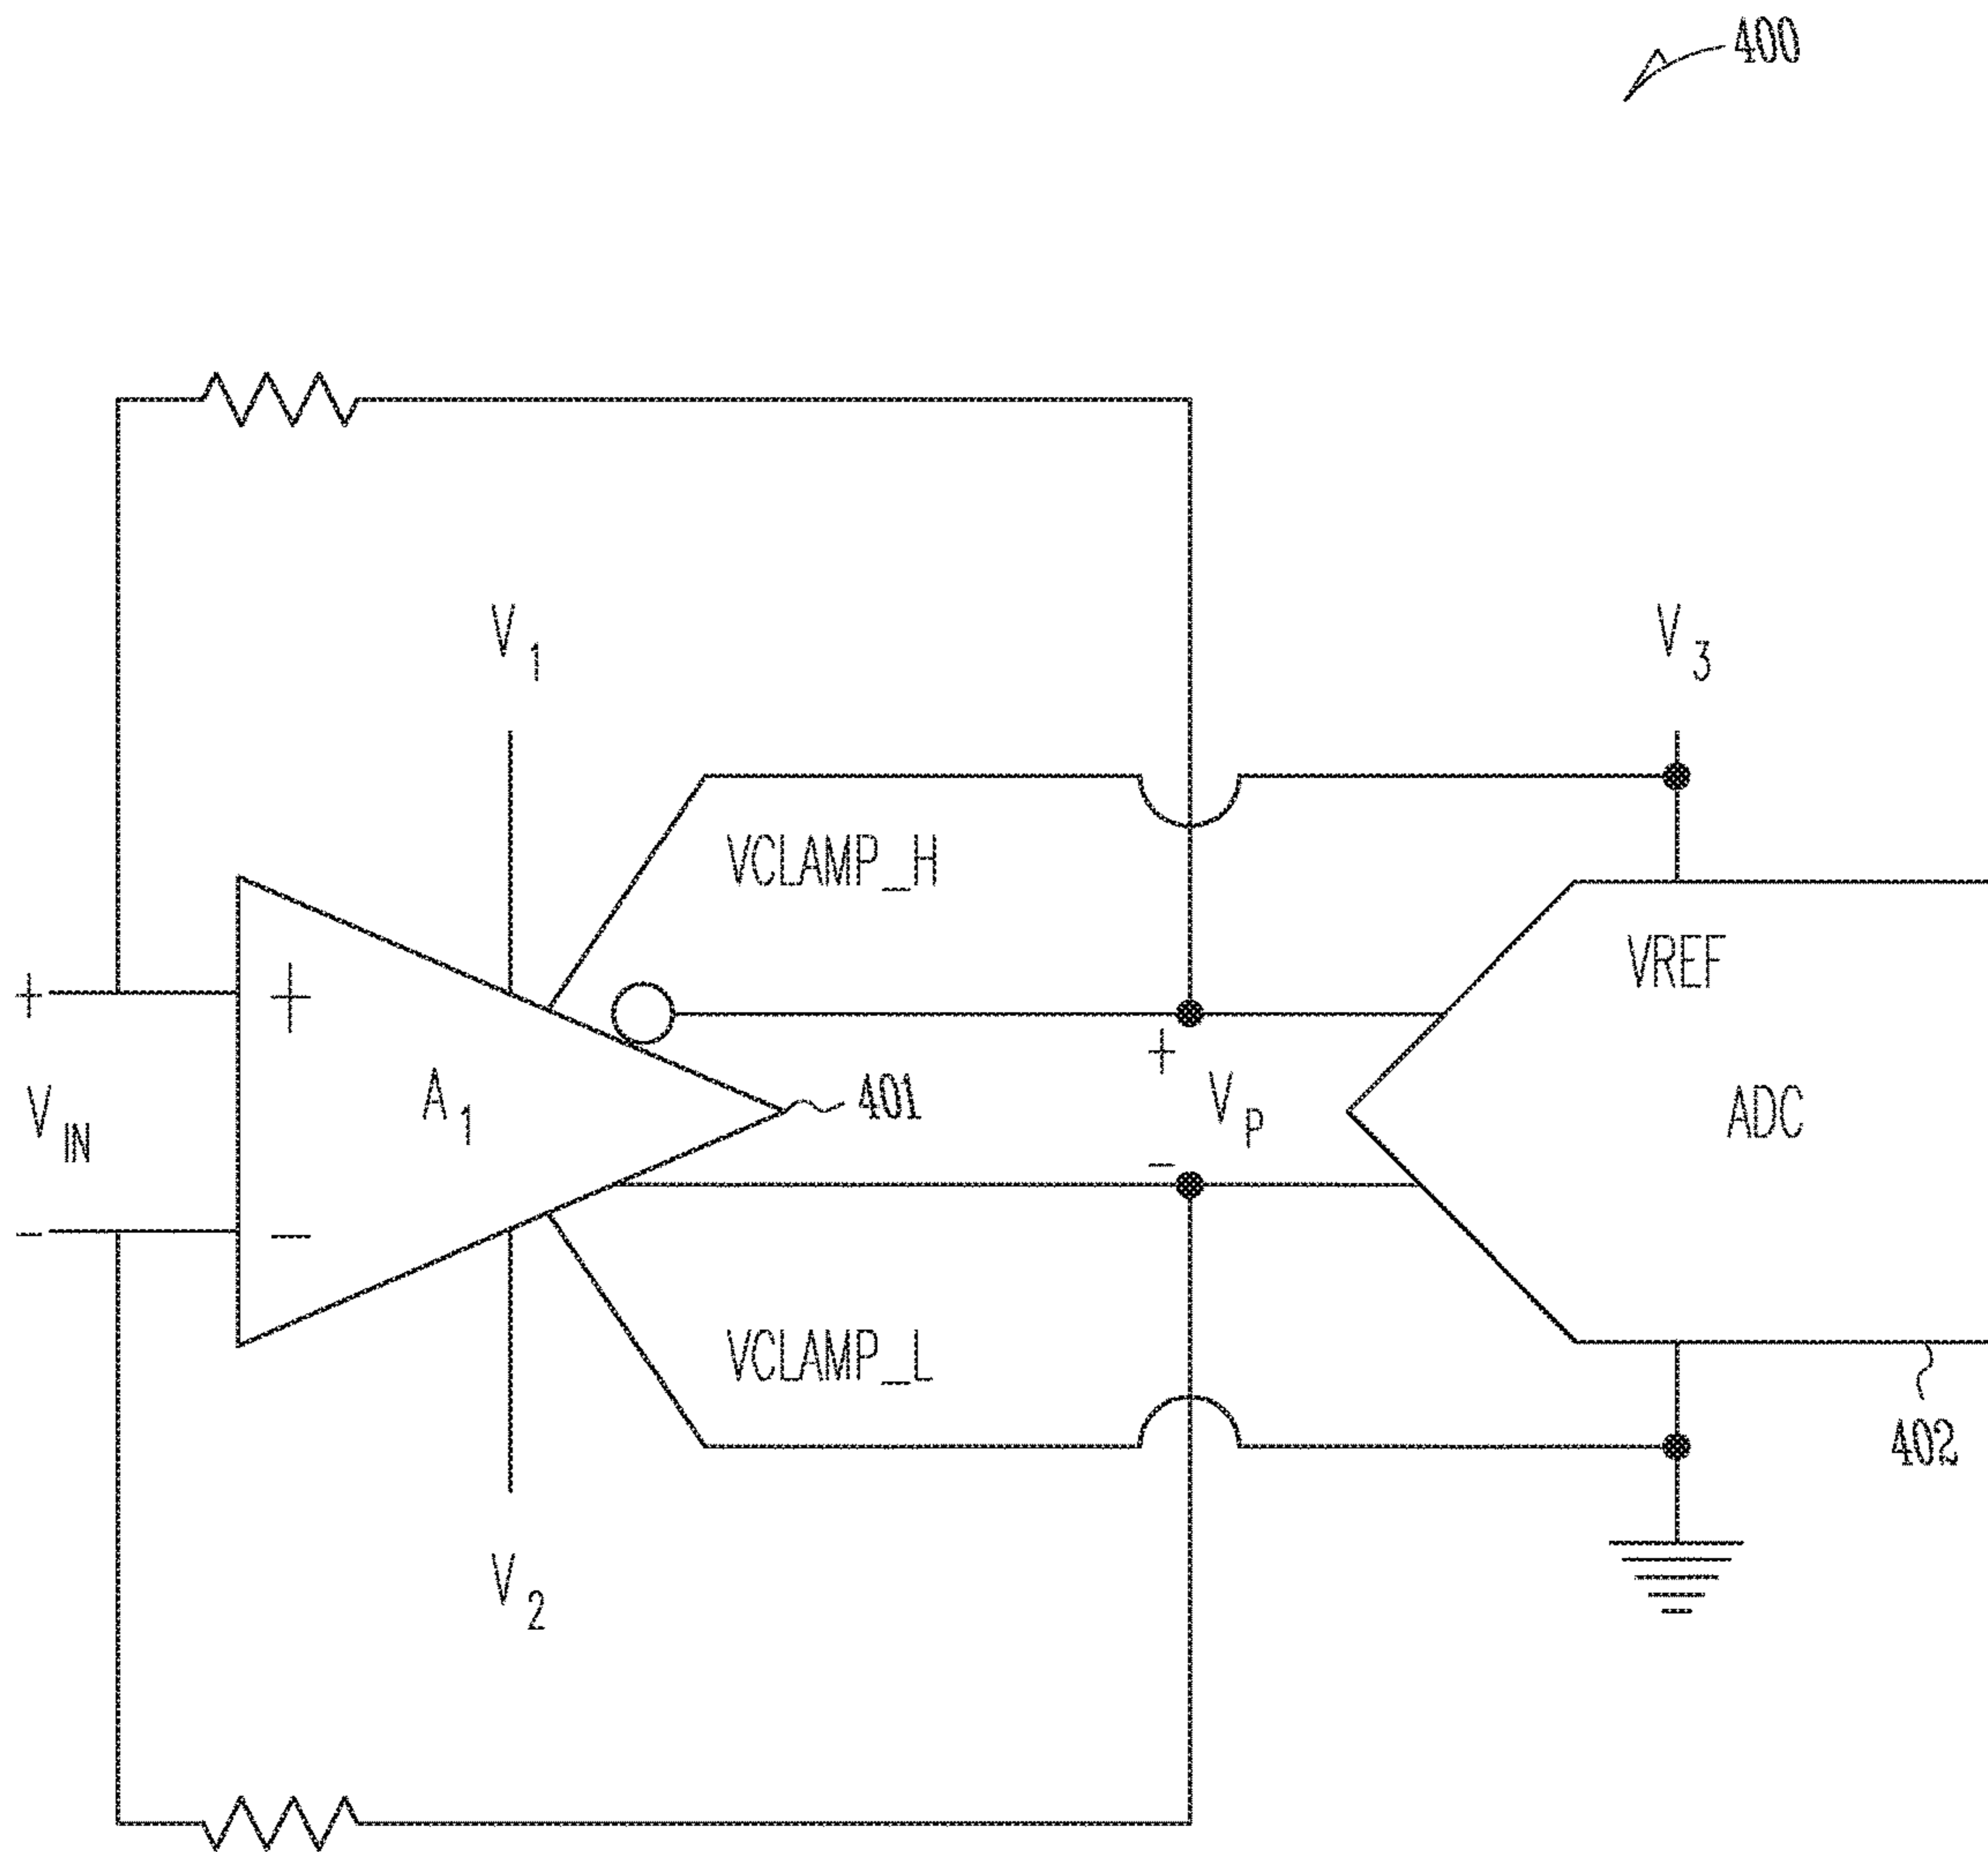 400
V1
V3
VCLAMP_H
VREF
+
+
+
VIN
A1
401
VP
ADC
-
-
-
VCLAMP_L
402
V2